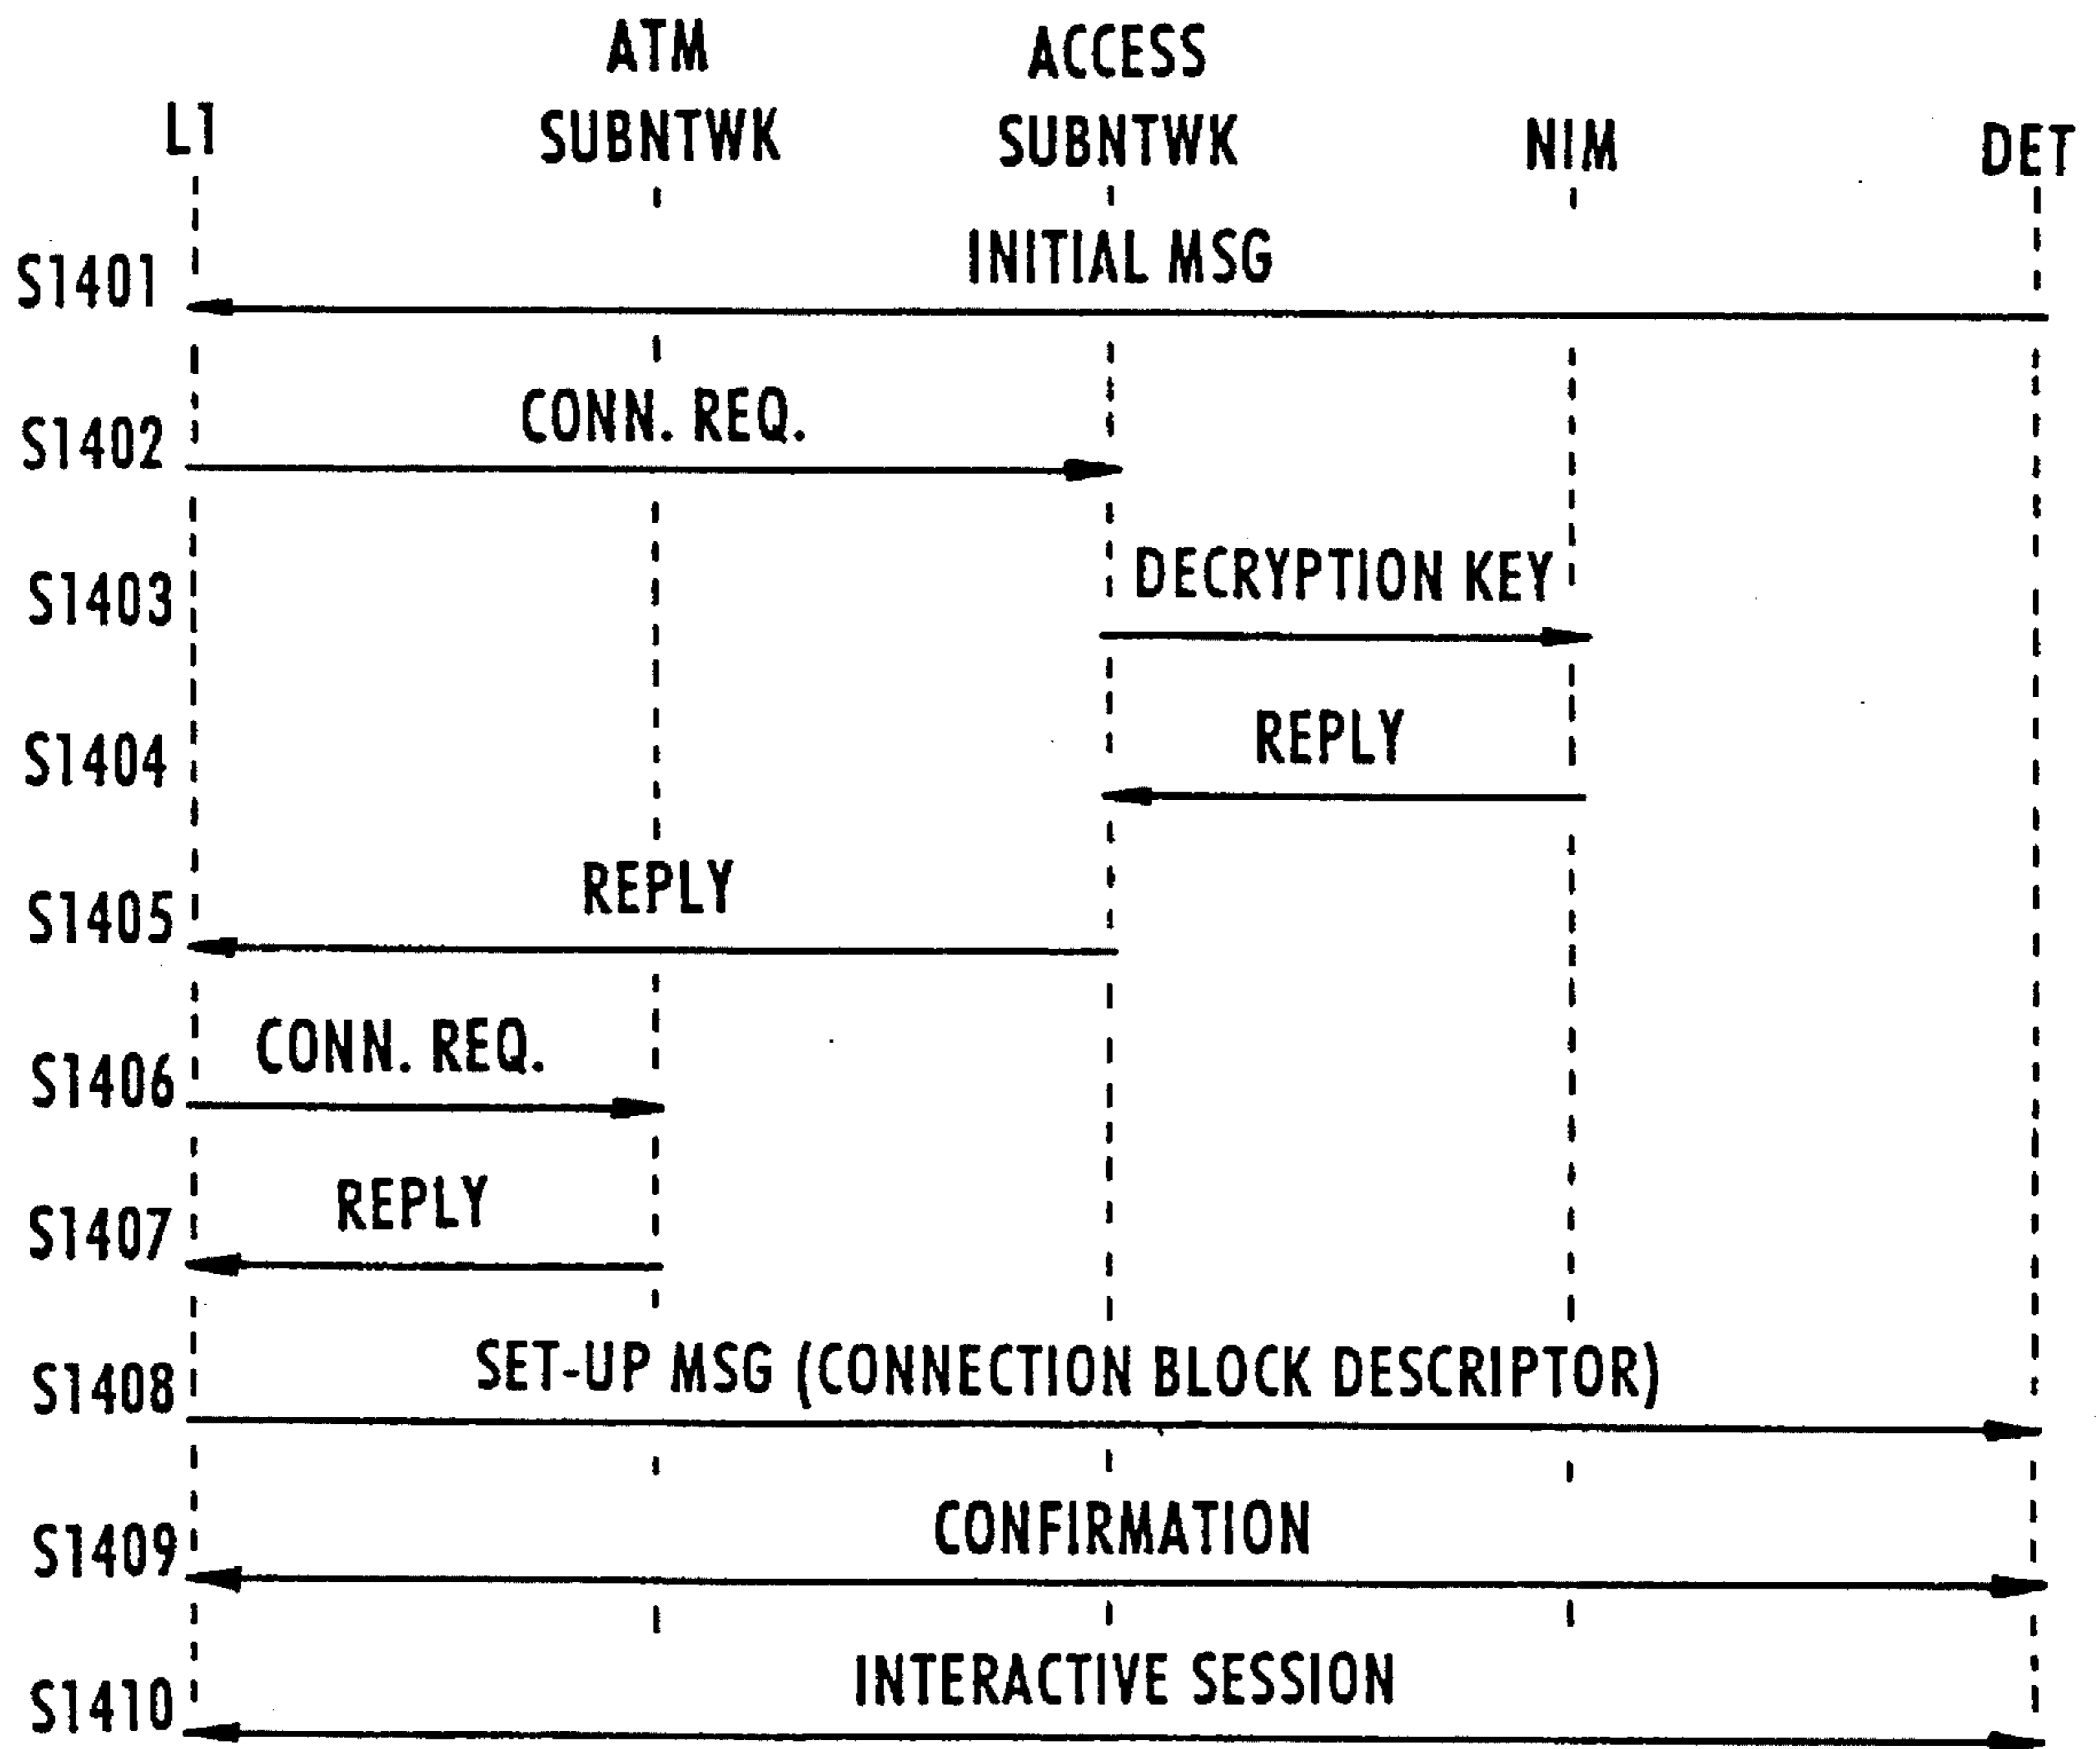 ATM
SUBNTWK
ACCESS
SUBNTWK
L1
NIM
DET
S1401
INITIAL MSG
S1402
CONN. REQ.
S1403
DECRYPTION KEY
S1404
REPLY
S1405
REPLY
S1406
CONN. REQ.
S1407
REPLY
S1408
SET-UP MSG (CONNECTION BLOCK DESCRIPTOR)
S1409
CONFIRMATION
S1410
INTERACTIVE SESSION